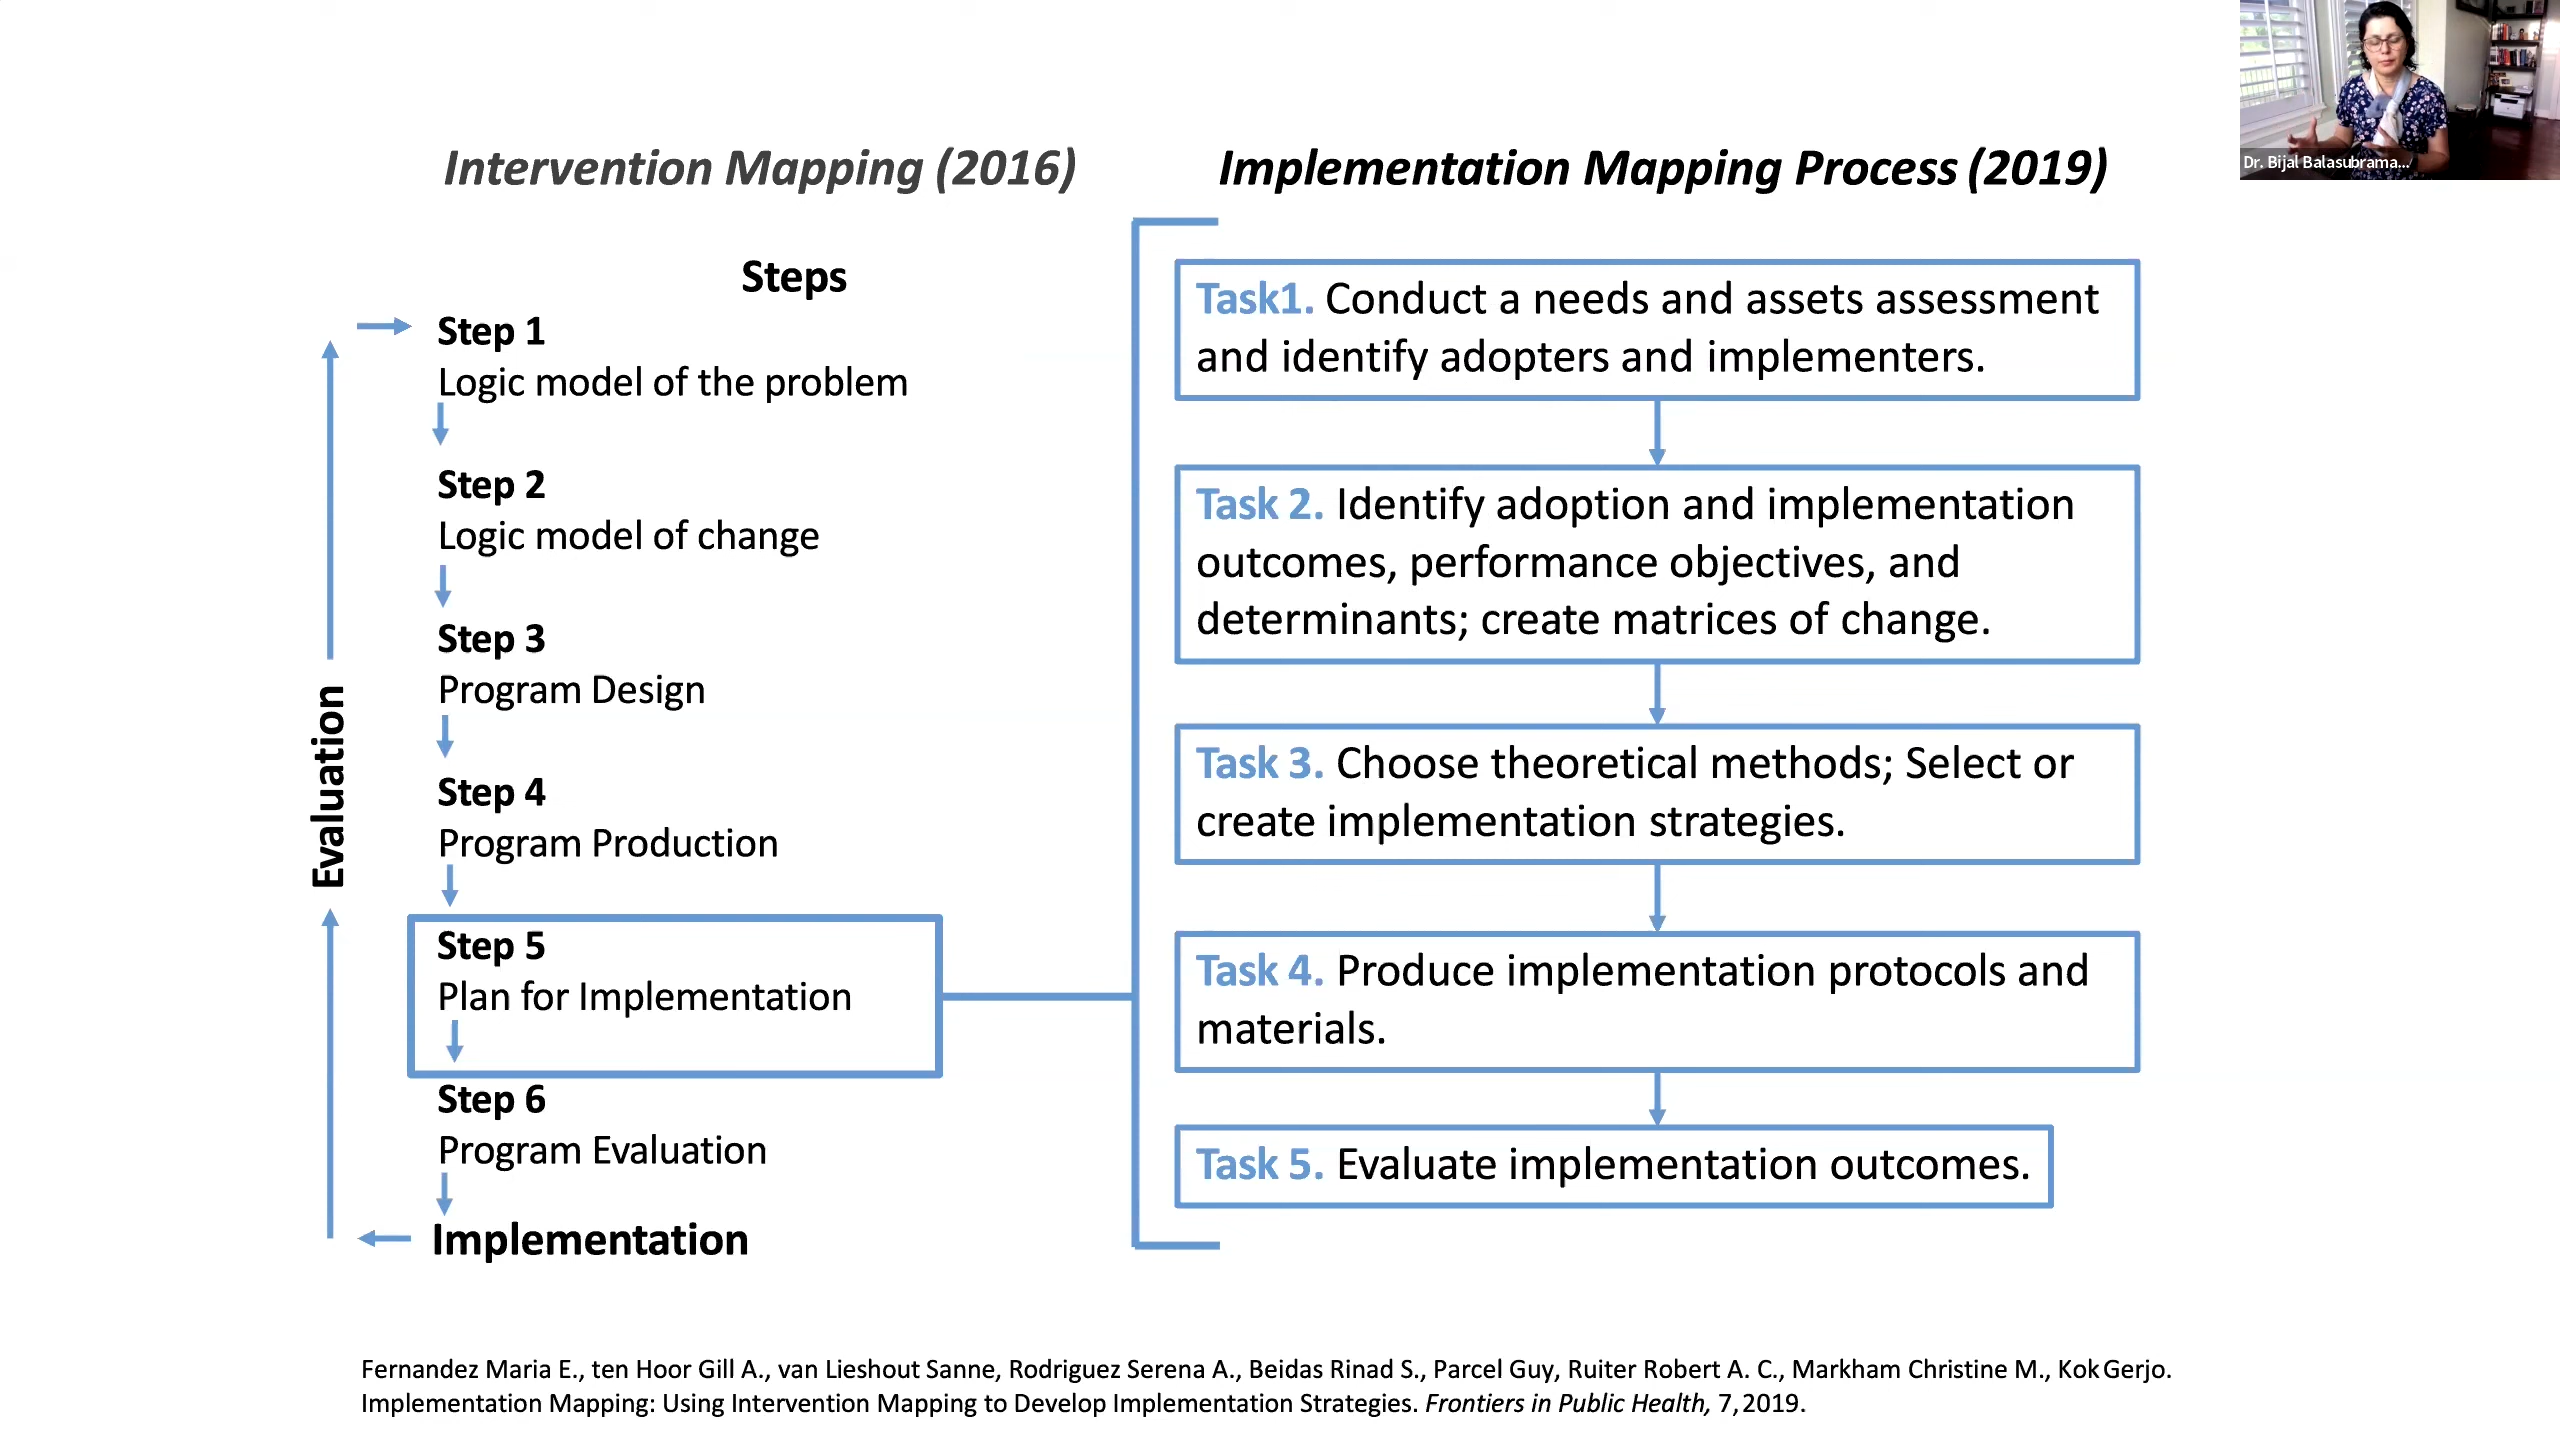 Intervention Mapping (2016)
Steps
Step 1
Logic model of the problem
Step 2
Logic model of change
Step 3
Program Design
Step 4
Program Production
Step 5
Plan for Implementation
Step 6
Program Evaluation
Implementation
Evaluation
Implementation Mapping Process (2019)
Task1. Conduct a needs and assets assessment
and identify adopters and implementers.
Task 2. Identify adoption and implementation
outcomes, performance objectives, and
determinants; create matrices of change.
Task 3. Choose theoretical methods; Select or
create implementation strategies.
Task 4. Produce implementation protocols and
materials.
Task 5. Evaluate implementation outcomes.
Fernandez Maria E., ten Hoor Gill A., van Lieshout Sanne, Rodriguez Serena A., Beidas Rinad S., Parcel Guy, Ruiter Robert A. C., Markham Christine M., Kok Gerjo.
Implementation Mapping: Using Intervention Mapping to Develop Implementation Strategies. Frontiers in Public Health, 7, 2019.
Dr. Bijal Balasubrama...